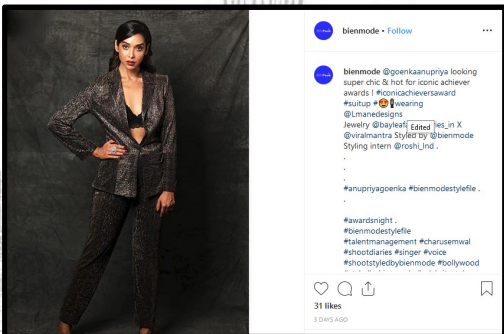 bienmode • Follow
bienmode @goenkaanupriya looking
super chic & hot for iconic achiever
awards ! #iconicachieversaward
#suitup #😍🕴wearing
@Lmanedesigns
Jewelry
Edited
@viralmantra Styled by @bienmode
Styling intern @roshi_lnd .
.
.
.
#anupriyagoenka #bienmodestylefile .
.
#awardsnight .
#bienmodestylefile
#talentmanagement #charusemwal
#shootdiaries #singer #voice
#shootstyledbybienmode #bollywood
31 likes
3 DAYS AGO